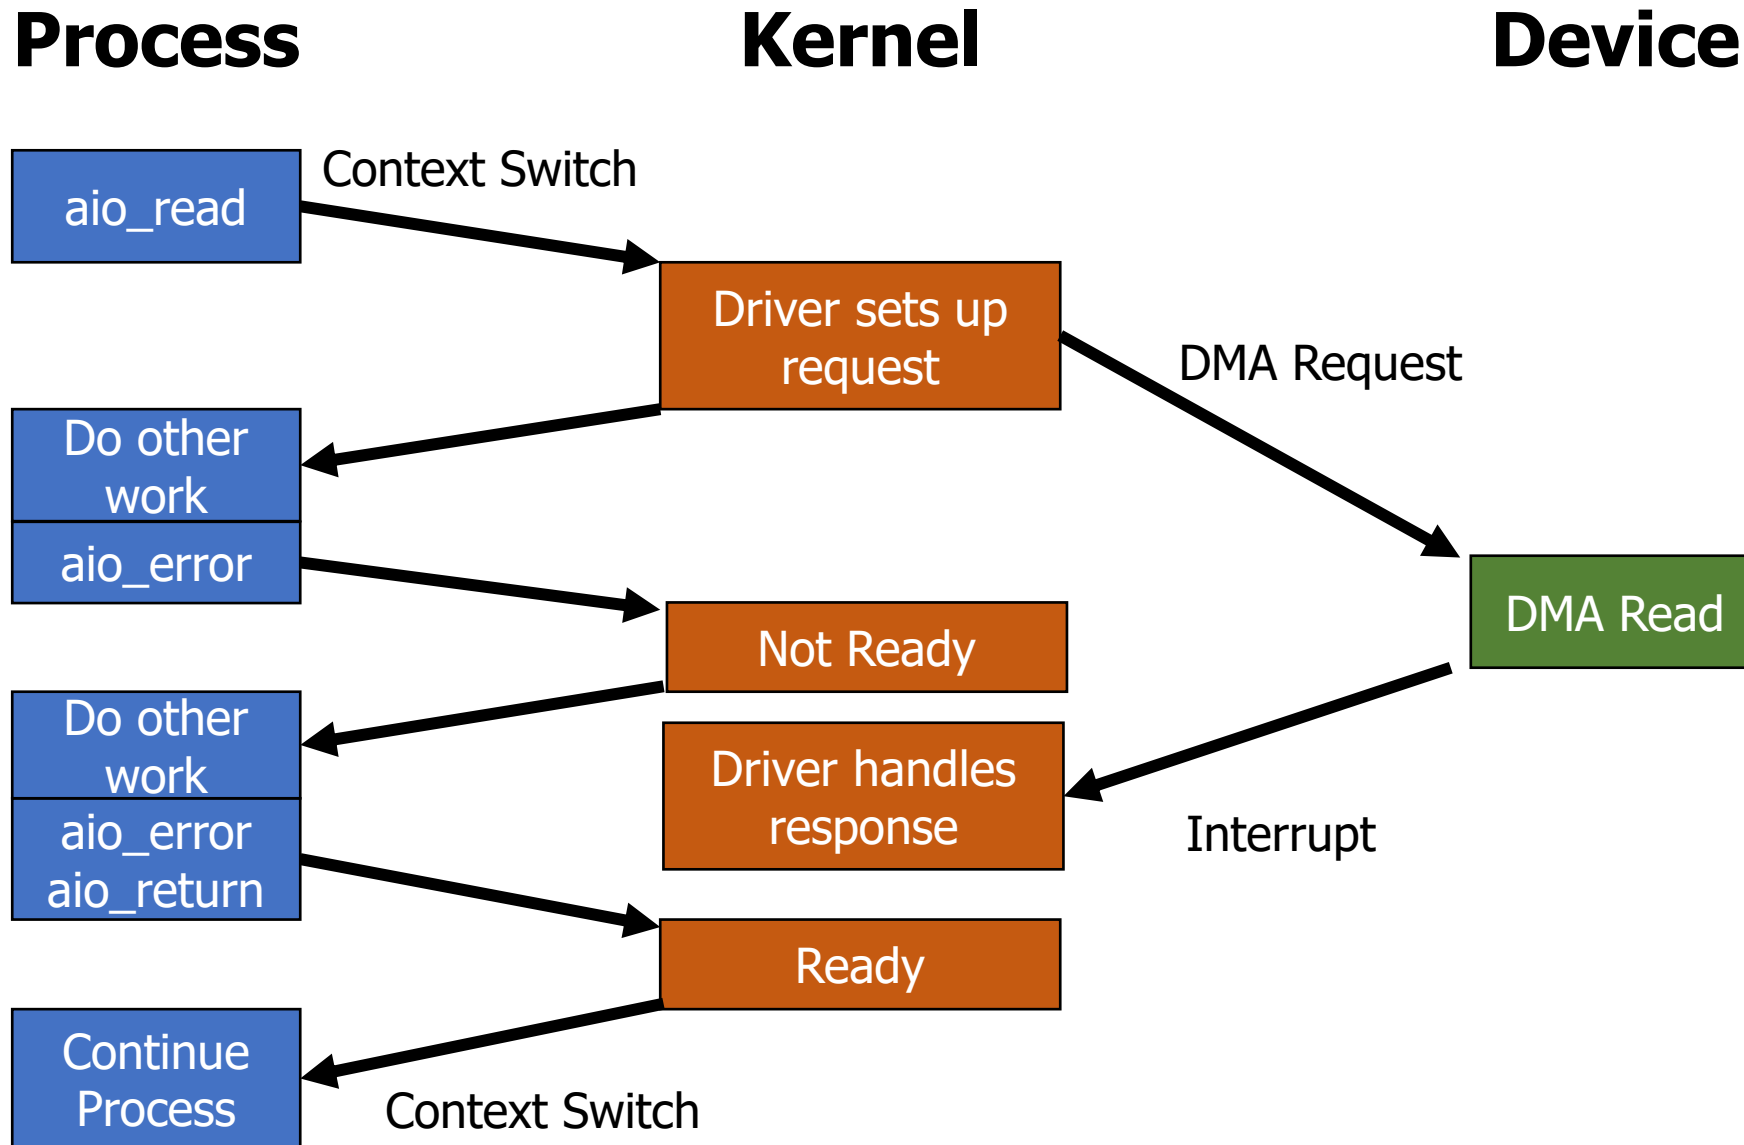 Process
Kernel
Device
Context Switch
aio_read
Driver sets up
request
DMA Request
Do other
work
aio_error
DMA Read
Not Ready
Do other
work
Driver handles
response
Interrupt
aio_error
aio_return
Ready
Continue
Process
Context Switch